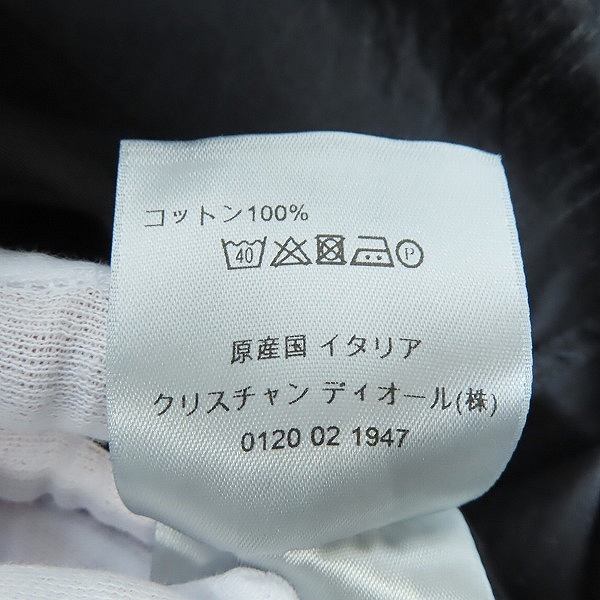 コットン100%
40 P
原産国 イタリア
クリスチャン ディオール(株)
0120 02 1947